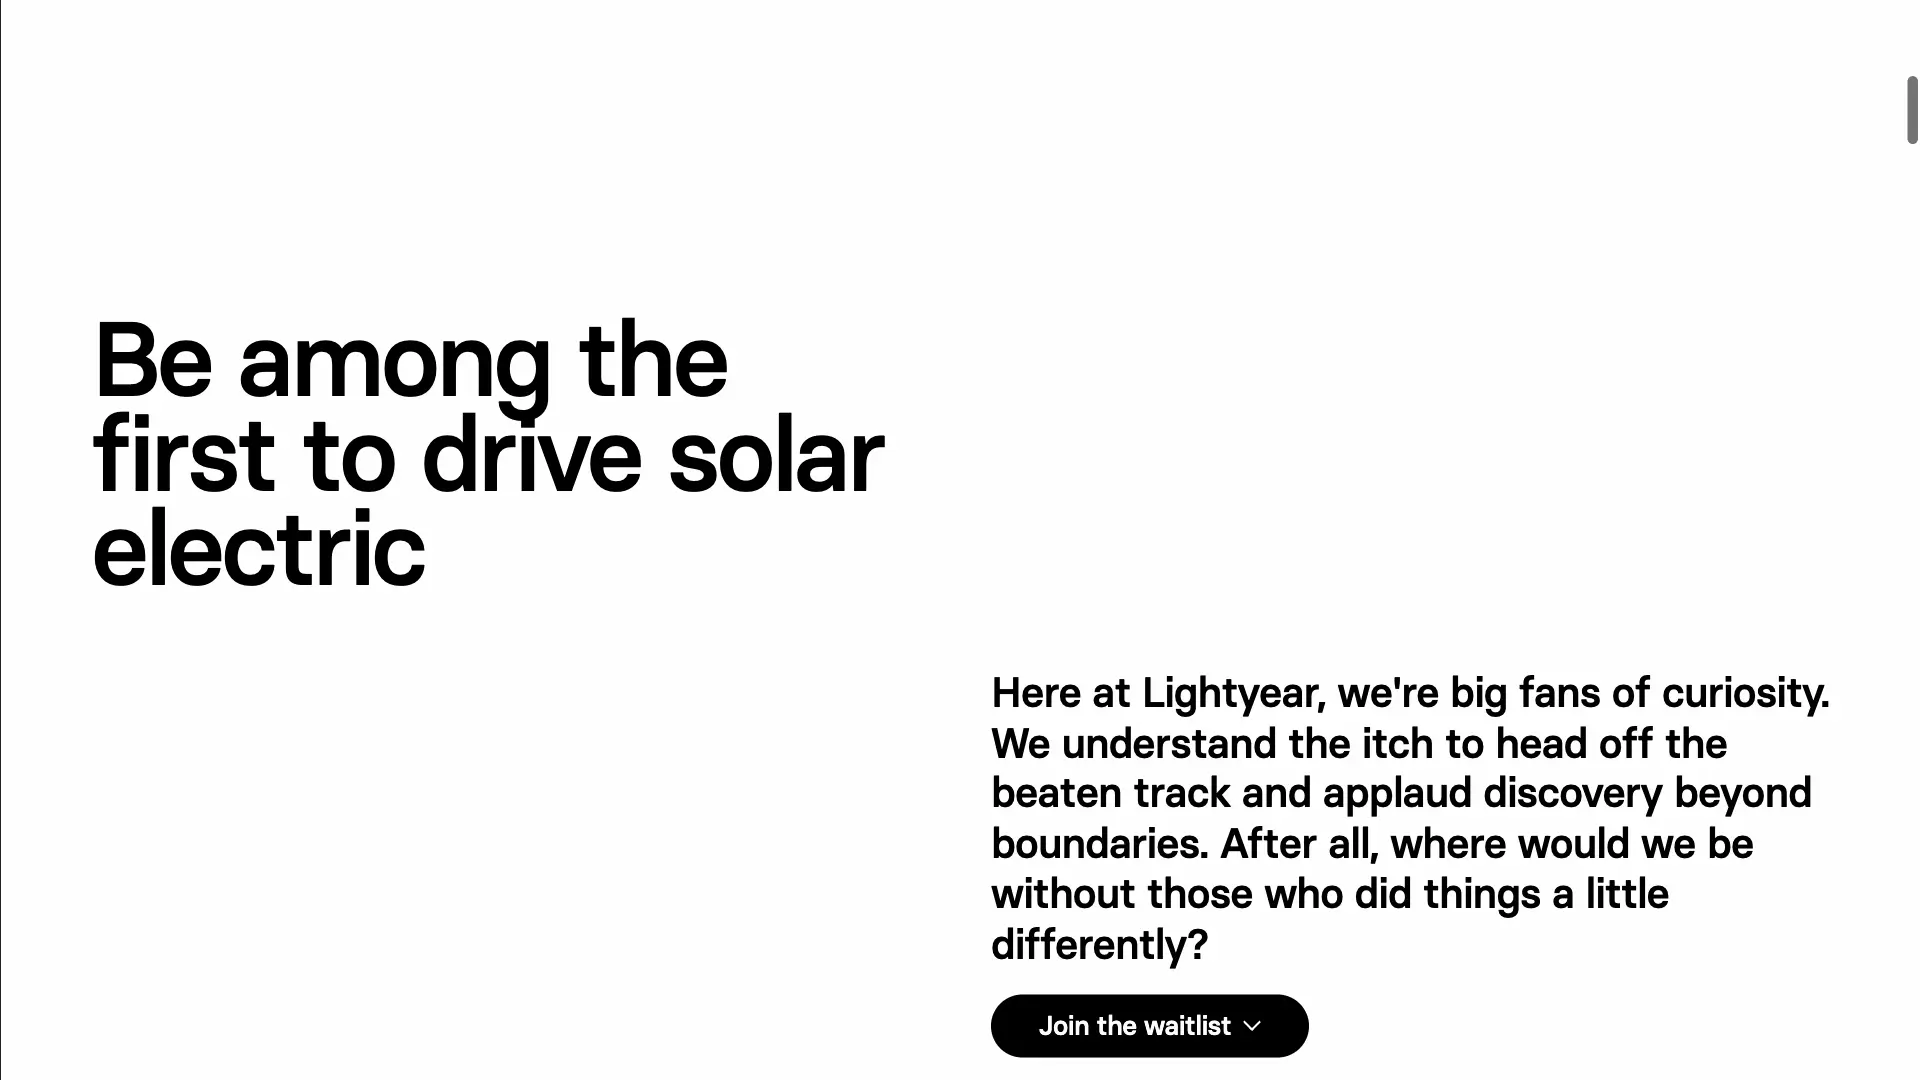 Be among the
first to drive solar
electric
Here at Lightyear, we're big fans of curiosity.
We understand the itch to head off the
beaten track and applaud discovery beyond
boundaries. After all, where would we be
without those who did things a little
differently?
Join the waitlist